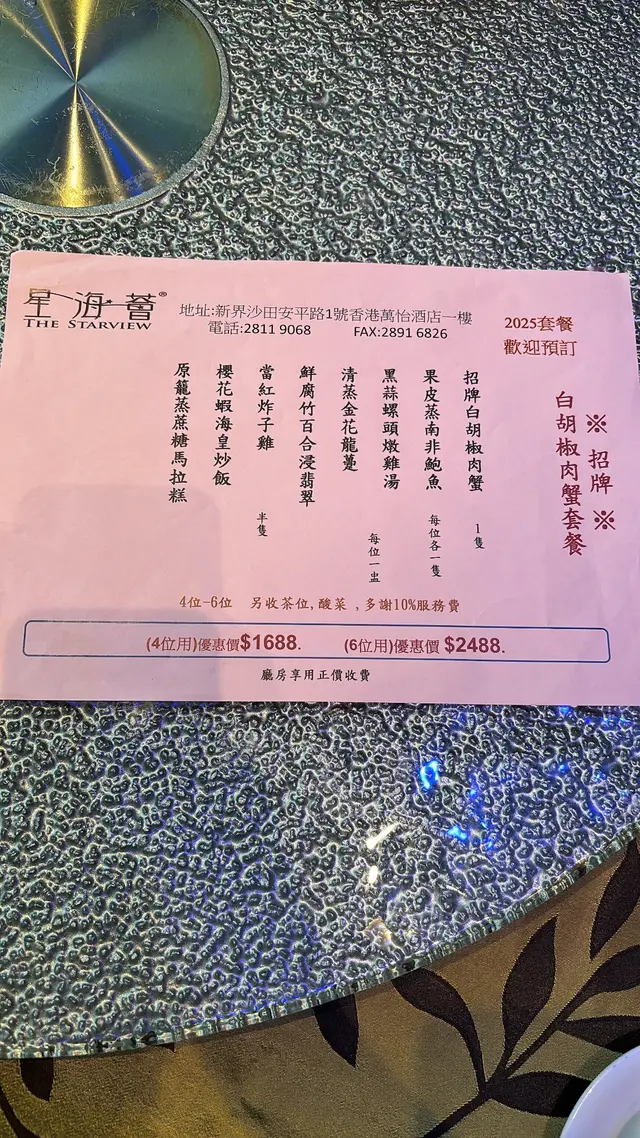 星海薈®
THE STARVIEW
地址:新界沙田安平路1號香港萬怡酒店一樓
電話:2811 9068 FAX:2891 6826
2025套餐
歡迎預訂
※ 招牌 ※
白胡椒肉蟹套餐
招牌白胡椒肉蟹 1隻
果皮蒸南非鮑魚 每位各一隻
黑蒜螺頭燉雞湯 每位一盅
清蒸金花龍躉
鮮腐竹百合浸翡翠
當紅炸子雞 半隻
櫻花蝦海皇炒飯
原籠蒸蔗糖馬拉糕
4位-6位 另收茶位,酸菜 ,多謝10%服務費
(4位用)優惠價$1688. (6位用)優惠價 $2488.
廳房享用正價收費